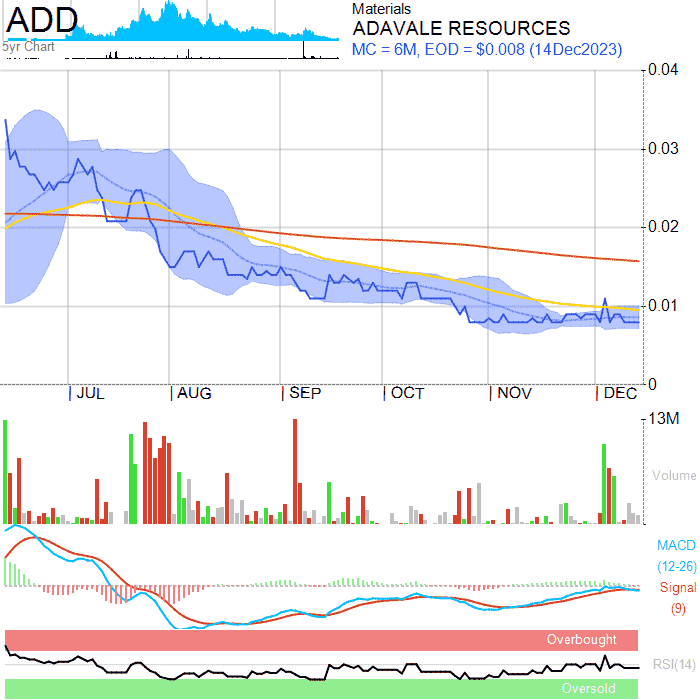 ADD
5yr Chart
Materials
ADAVALE RESOURCES
MC = 6M, EOD = $0.008 (14Dec2023)
0.04
0.03
0.02
0.01
0
JUL
AUG
SEP
OCT
NOV
DEC
13M
Volume
MACD
(12-26)
Signal
(9)
Overbought
RSI(14)
Oversold